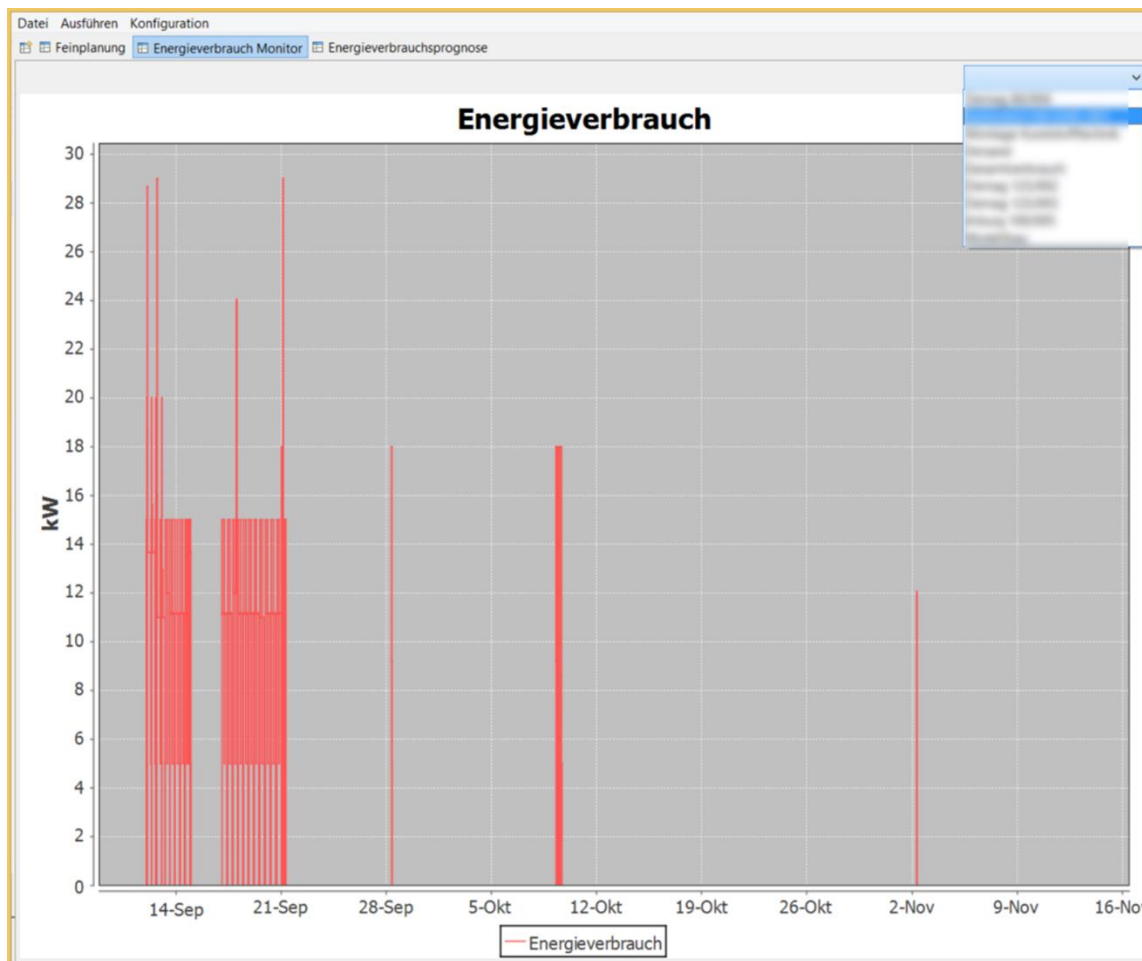 Datei Ausführen Konfiguration
Feinplanung Energieverbrauch Monitor Energieverbrauchsprognose
Energieverbrauch
30
28
26
24
22
20
18
16
14
12
10
8
6
4
2
0
kW
14-Sep 21-Sep 28-Sep 5-Okt 12-Okt 19-Okt 26-Okt 2-Nov 9-Nov 16-Nov
Energieverbrauch